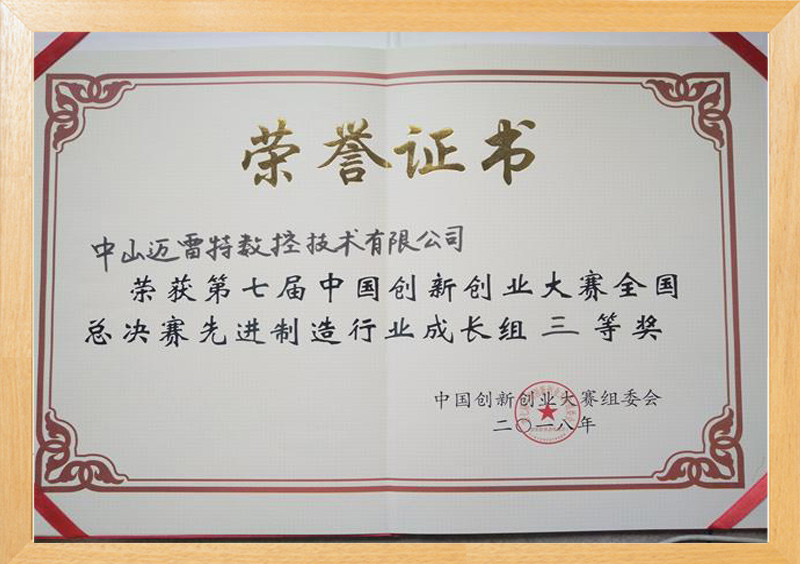 荣誉证书
中山迈雷特数控技术有限公司
荣获第七届中国创新创业大赛全国
总决赛先进制造行业成长组三等奖
中国创新创业大赛组委会
二〇一八年